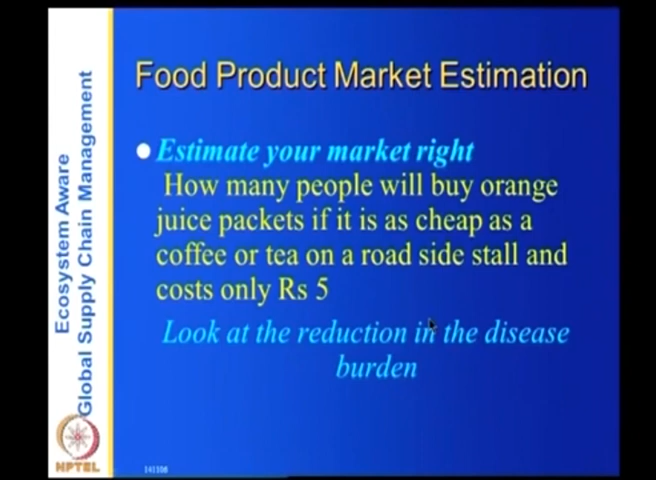 Food Product Market Estimation
Estimate your market right
How many people will buy orange
juice packets if it is as cheap as a
coffee or tea on a road side stall and
costs only Rs 5
Look at the reduction in the disease
burden
Ecosystem Aware
Global Supply Chain Management
NPTEL
141106